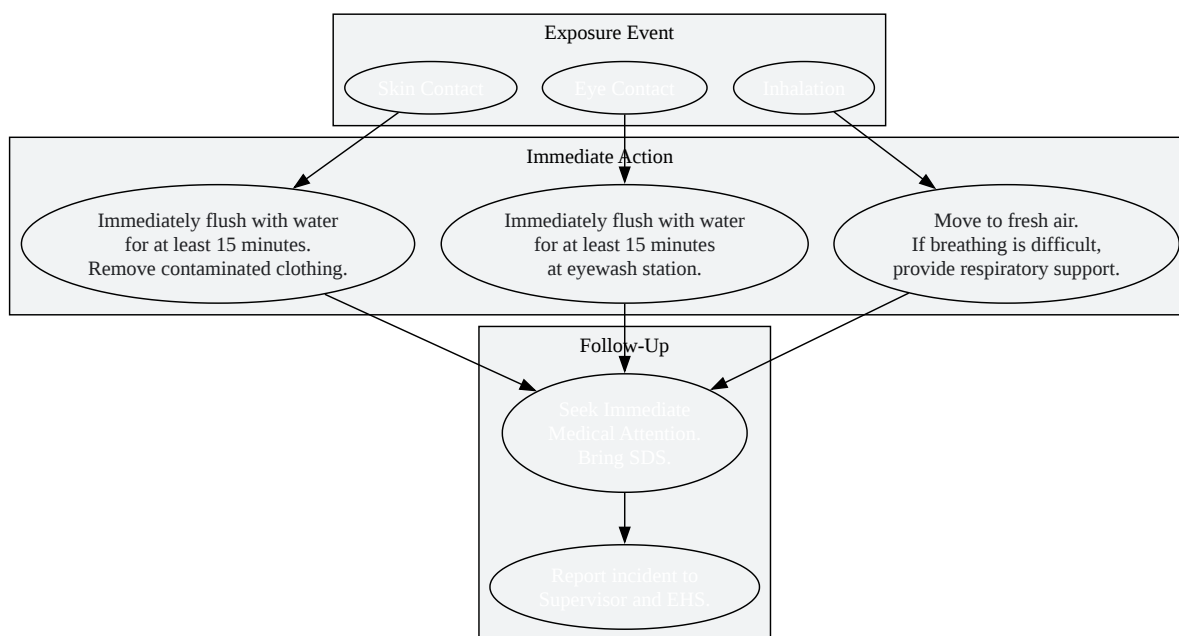 Exposure Event
Skin Contact
Eye Contact
Inhalation
Immediate Action
Immediately flush with water
for at least 15 minutes.
Remove contaminated clothing.
Immediately flush with water
for at least 15 minutes
at eyewash station.
Move to fresh air.
If breathing is difficult,
provide respiratory support.
Follow-Up
Seek Immediate
Medical Attention.
Bring SDS.
Report incident to
Supervisor and EHS.